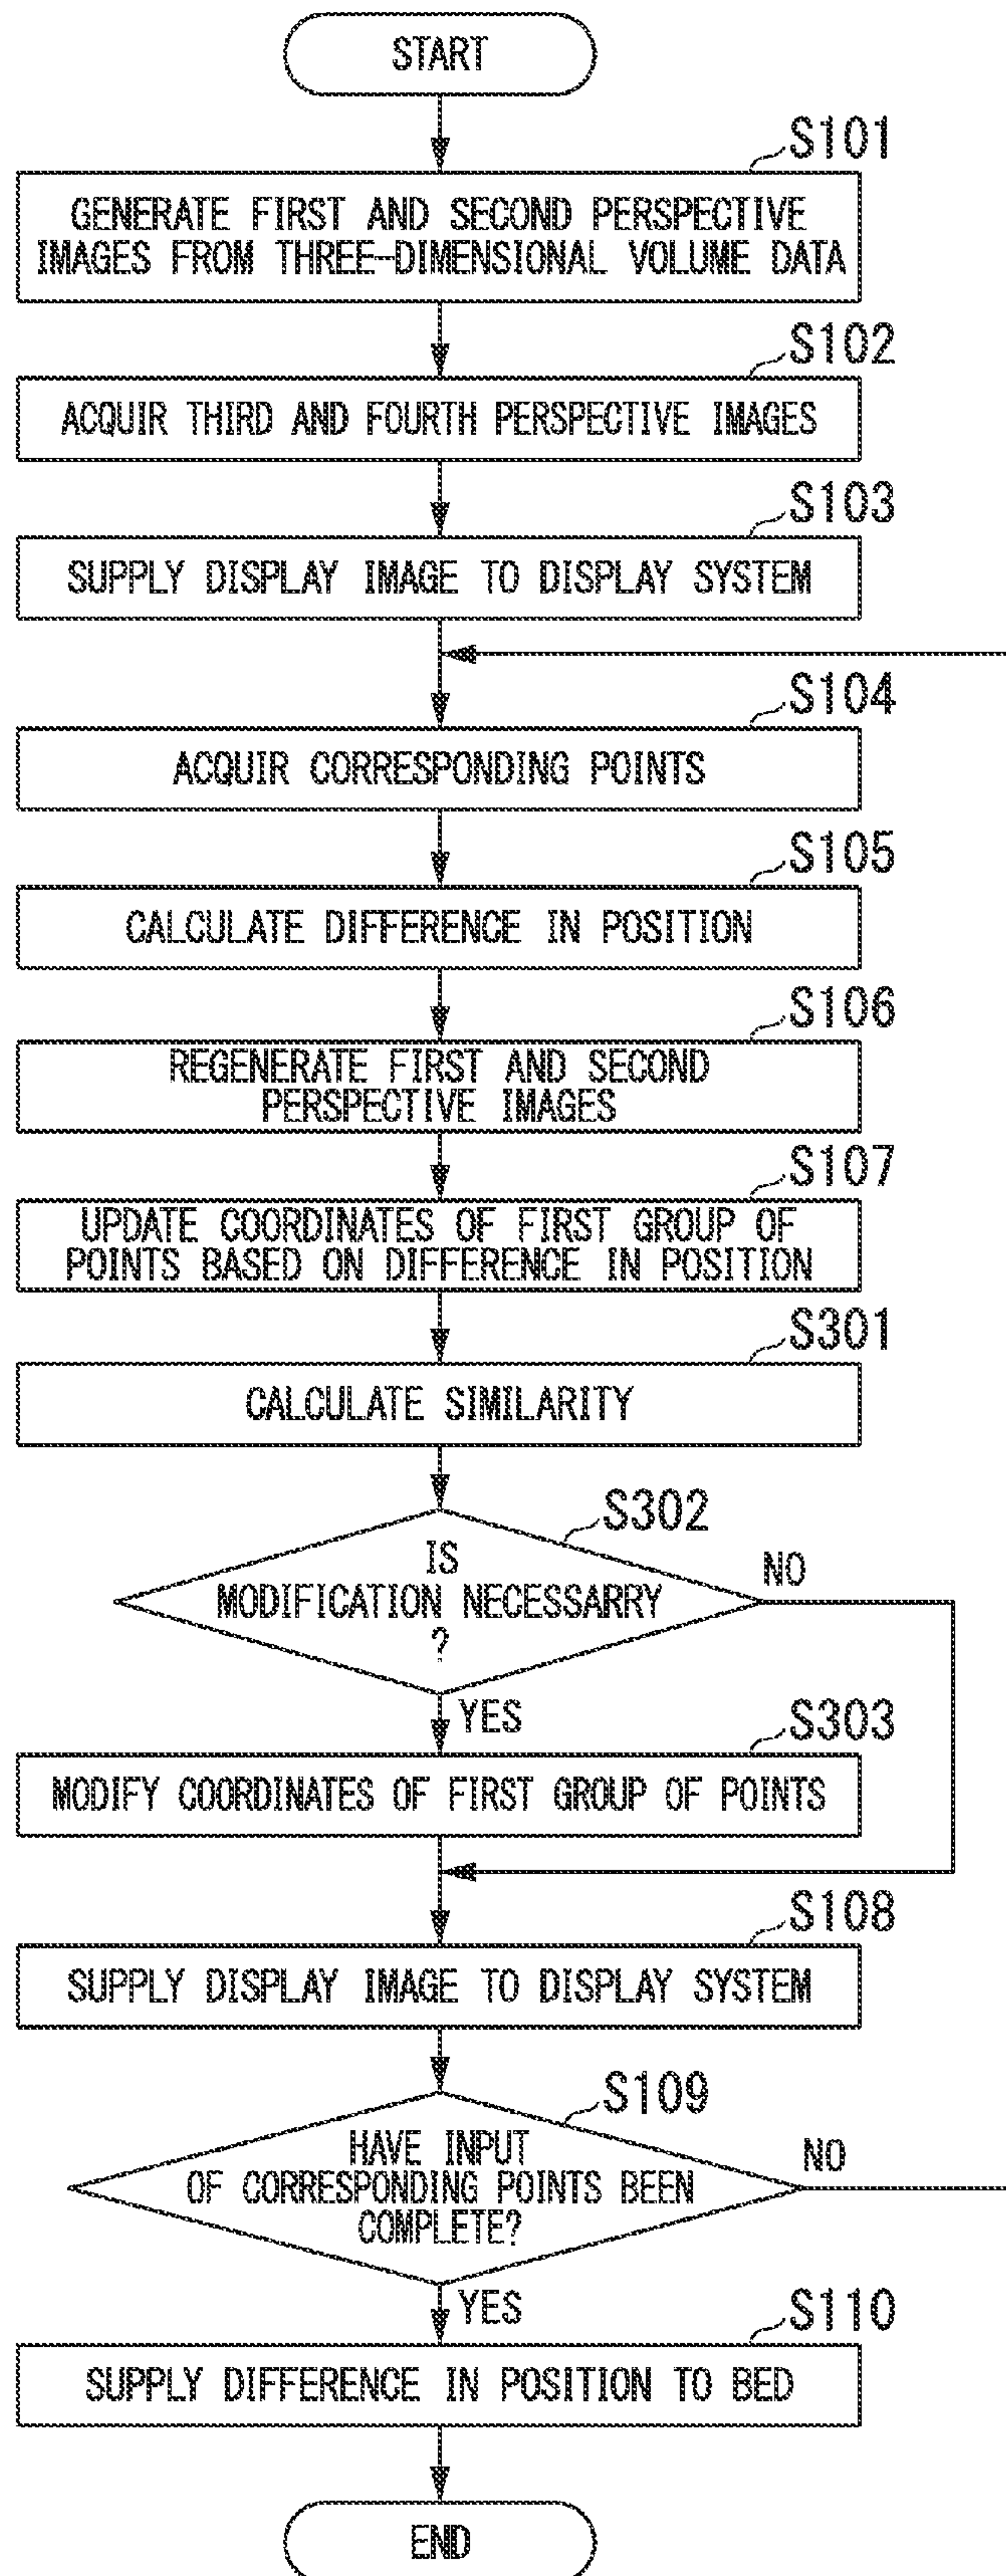 START
S101
GENERATE FIRST AND SECOND PERSPECTIVE
IMAGES FROM THREE-DIMENSIONAL VOLUME DATA
S102
ACQUIR THIRD AND FOURTH PERSPECTIVE IMAGES
S103
SUPPLY DISPLAY IMAGE TO DISPLAY SYSTEM
S104
ACQUIR CORRESPONDING POINTS
S105
CALCULATE DIFFERENCE IN POSITION
S106
REGENERATE FIRST AND SECOND
PERSPECTIVE IMAGES
S107
UPDATE COORDINATES OF FIRST GROUP OF
POINTS BASED ON DIFFERENCE IN POSITION
S301
CALCULATE SIMILARITY
S302
IS
MODIFICATION NECESSARRY
?
NO
YES
S303
MODIFY COORDINATES OF FIRST GROUP OF POINTS
S108
SUPPLY DISPLAY IMAGE TO DISPLAY SYSTEM
S109
HAVE INPUT
OF CORRESPONDING POINTS BEEN
COMPLETE?
NO
YES
S110
SUPPLY DIFFERENCE IN POSITION TO BED
END